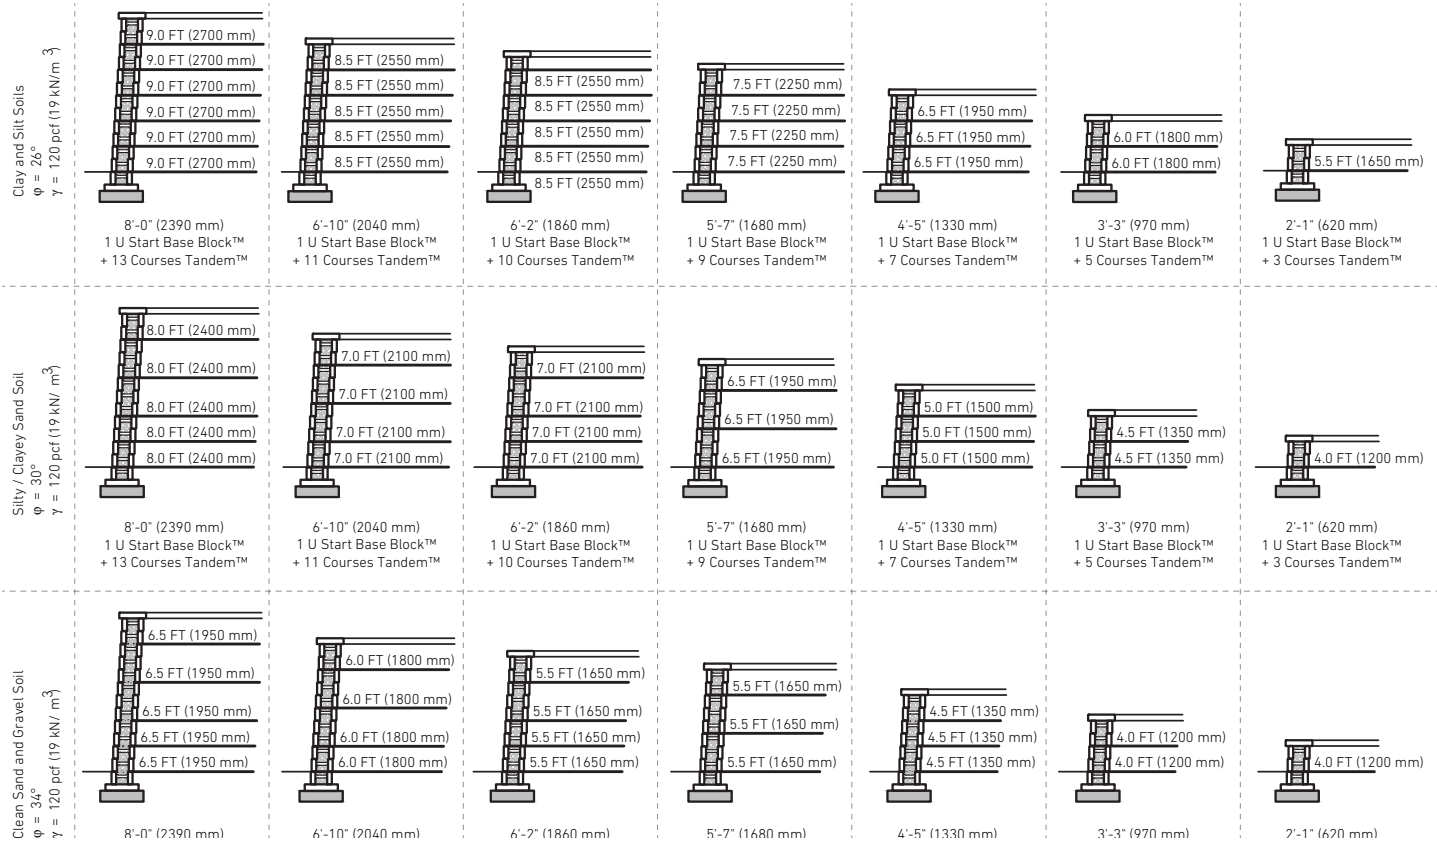 Clay and Silt Soils
φ = 26°
γ = 120 pcf (19 kN/m 3)
9.0 FT (2700 mm)
9.0 FT (2700 mm)
9.0 FT (2700 mm)
9.0 FT (2700 mm)
9.0 FT (2700 mm)
9.0 FT (2700 mm)
8'-0" (2390 mm)
1 U Start Base Block™
+ 13 Courses Tandem™
8.5 FT (2550 mm)
8.5 FT (2550 mm)
8.5 FT (2550 mm)
8.5 FT (2550 mm)
8.5 FT (2550 mm)
6'-10" (2040 mm)
1 U Start Base Block™
+ 11 Courses Tandem™
8.5 FT (2550 mm)
8.5 FT (2550 mm)
8.5 FT (2550 mm)
8.5 FT (2550 mm)
8.5 FT (2550 mm)
6'-2" (1860 mm)
1 U Start Base Block™
+ 10 Courses Tandem™
7.5 FT (2250 mm)
7.5 FT (2250 mm)
7.5 FT (2250 mm)
7.5 FT (2250 mm)
5'-7" (1680 mm)
1 U Start Base Block™
+ 9 Courses Tandem™
6.5 FT (1950 mm)
6.5 FT (1950 mm)
6.5 FT (1950 mm)
4'-5" (1330 mm)
1 U Start Base Block™
+ 7 Courses Tandem™
6.0 FT (1800 mm)
6.0 FT (1800 mm)
3'-3" (970 mm)
1 U Start Base Block™
+ 5 Courses Tandem™
5.5 FT (1650 mm)
2'-1" (620 mm)
1 U Start Base Block™
+ 3 Courses Tandem™
Silty / Clayey Sand Soil
φ = 30°
γ = 120 pcf (19 kN/ m3)
8.0 FT (2400 mm)
8.0 FT (2400 mm)
8.0 FT (2400 mm)
8.0 FT (2400 mm)
8.0 FT (2400 mm)
8'-0" (2390 mm)
1 U Start Base Block™
+ 13 Courses Tandem™
7.0 FT (2100 mm)
7.0 FT (2100 mm)
7.0 FT (2100 mm)
7.0 FT (2100 mm)
6'-10" (2040 mm)
1 U Start Base Block™
+ 11 Courses Tandem™
7.0 FT (2100 mm)
7.0 FT (2100 mm)
7.0 FT (2100 mm)
7.0 FT (2100 mm)
6'-2" (1860 mm)
1 U Start Base Block™
+ 10 Courses Tandem™
6.5 FT (1950 mm)
6.5 FT (1950 mm)
6.5 FT (1950 mm)
5'-7" (1680 mm)
1 U Start Base Block™
+ 9 Courses Tandem™
5.0 FT (1500 mm)
5.0 FT (1500 mm)
5.0 FT (1500 mm)
4'-5" (1330 mm)
1 U Start Base Block™
+ 7 Courses Tandem™
4.5 FT (1350 mm)
4.5 FT (1350 mm)
3'-3" (970 mm)
1 U Start Base Block™
+ 5 Courses Tandem™
4.0 FT (1200 mm)
2'-1" (620 mm)
1 U Start Base Block™
+ 3 Courses Tandem™
Clean Sand and Gravel Soil
φ = 34°
γ = 120 pcf (19 kN/ m3)
6.5 FT (1950 mm)
6.5 FT (1950 mm)
6.5 FT (1950 mm)
6.5 FT (1950 mm)
6.5 FT (1950 mm)
8'-0" (2390 mm)
6.0 FT (1800 mm)
6.0 FT (1800 mm)
6.0 FT (1800 mm)
6.0 FT (1800 mm)
6'-10" (2040 mm)
5.5 FT (1650 mm)
5.5 FT (1650 mm)
5.5 FT (1650 mm)
5.5 FT (1650 mm)
6'-2" (1860 mm)
5.5 FT (1650 mm)
5.5 FT (1650 mm)
5.5 FT (1650 mm)
5'-7" (1680 mm)
4.5 FT (1350 mm)
4.5 FT (1350 mm)
4.5 FT (1350 mm)
4'-5" (1330 mm)
4.0 FT (1200 mm)
4.0 FT (1200 mm)
3'-3" (970 mm)
4.0 FT (1200 mm)
2'-1" (620 mm)